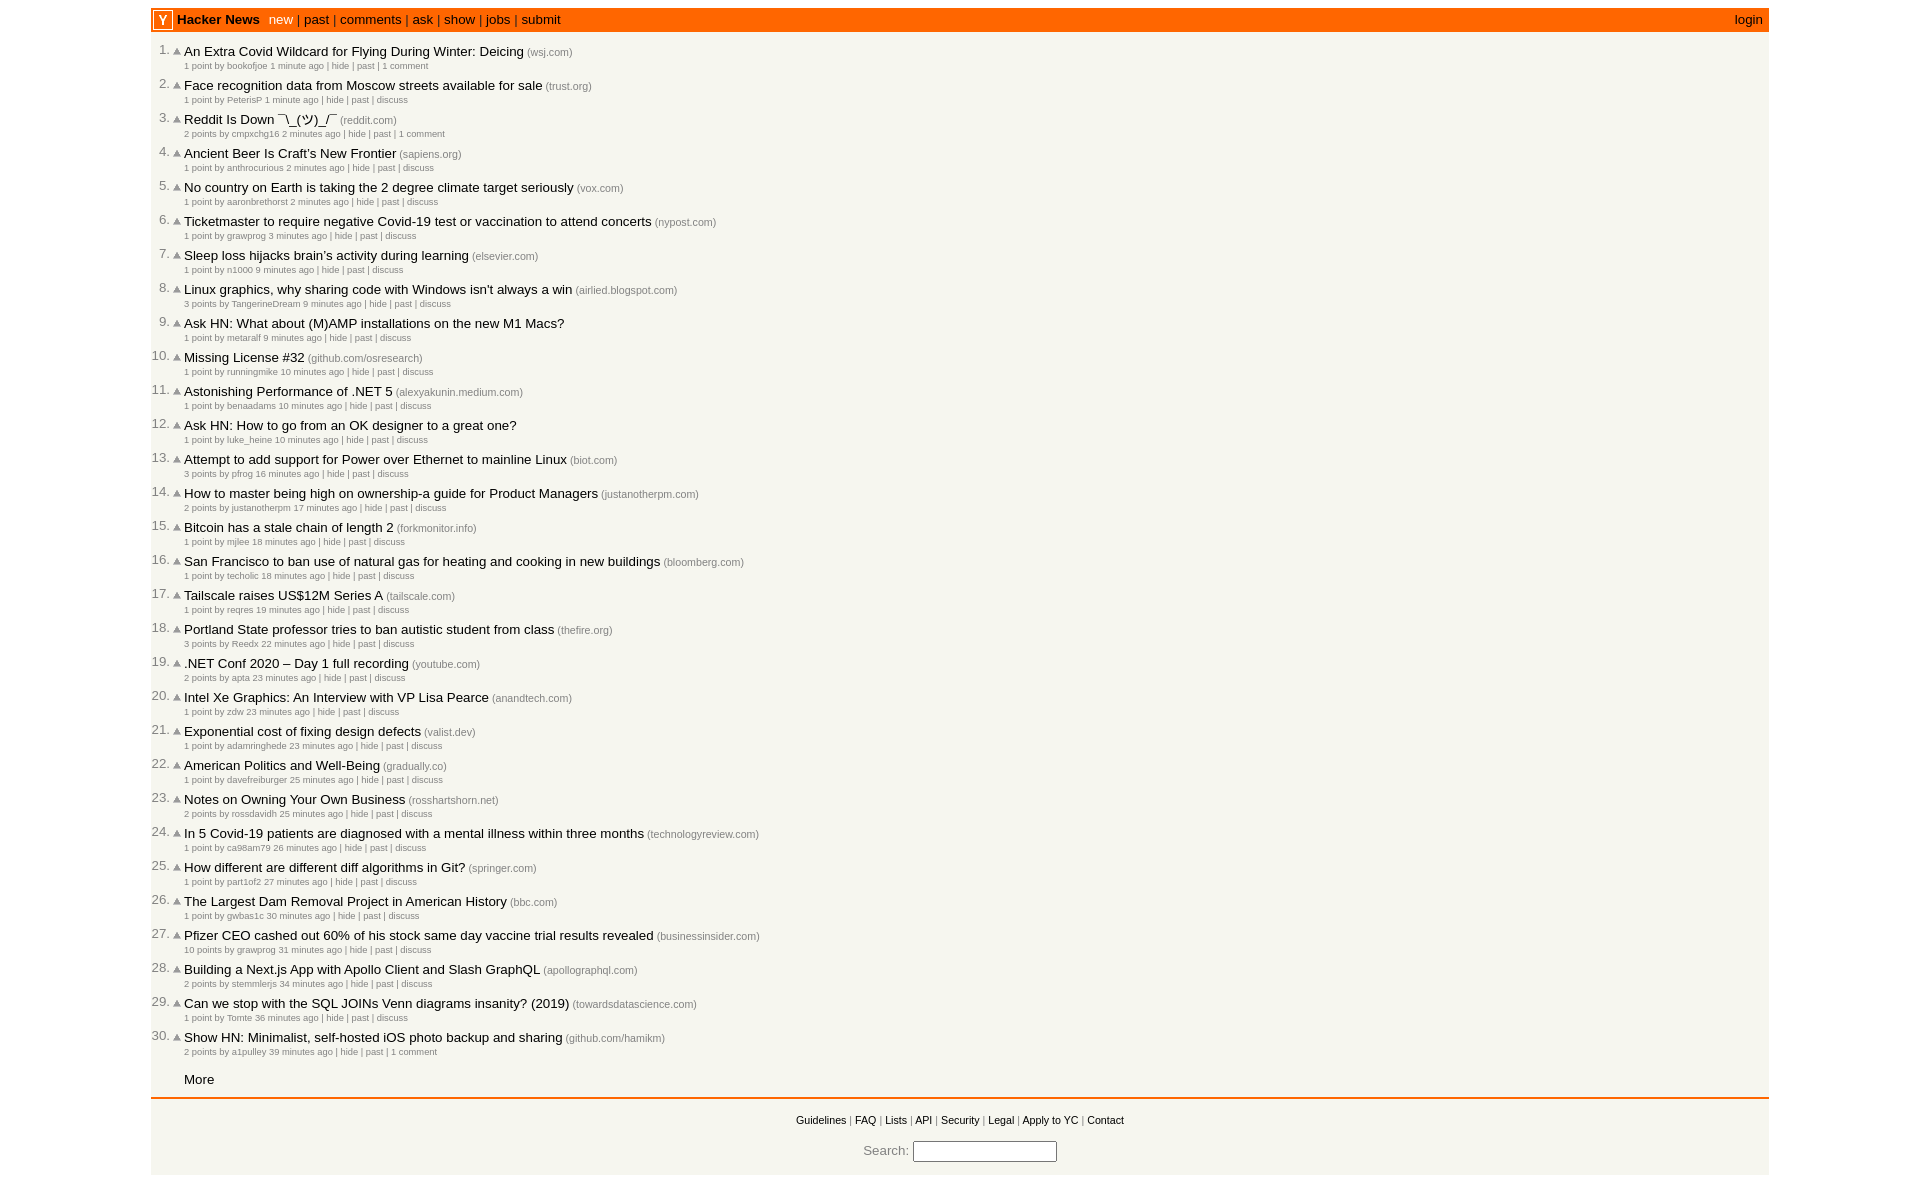 Y Hacker News new | past | comments | ask | show | jobs | submit login
1. ▲ An Extra Covid Wildcard for Flying During Winter: Deicing (wsj.com)
1 point by bookofjoe 1 minute ago | hide | past | 1 comment
2. ▲ Face recognition data from Moscow streets available for sale (trust.org)
1 point by PeterisP 1 minute ago | hide | past | discuss
3. ▲ Reddit Is Down ¯\_(ツ)_/¯ (reddit.com)
2 points by cmpxchg16 2 minutes ago | hide | past | 1 comment
4. ▲ Ancient Beer Is Craft’s New Frontier (sapiens.org)
1 point by anthrocurious 2 minutes ago | hide | past | discuss
5. ▲ No country on Earth is taking the 2 degree climate target seriously (vox.com)
1 point by aaronbrethorst 2 minutes ago | hide | past | discuss
6. ▲ Ticketmaster to require negative Covid-19 test or vaccination to attend concerts (nypost.com)
1 point by grawprog 3 minutes ago | hide | past | discuss
7. ▲ Sleep loss hijacks brain’s activity during learning (elsevier.com)
1 point by n1000 9 minutes ago | hide | past | discuss
8. ▲ Linux graphics, why sharing code with Windows isn't always a win (airlied.blogspot.com)
3 points by TangerineDream 9 minutes ago | hide | past | discuss
9. ▲ Ask HN: What about (M)AMP installations on the new M1 Macs?
1 point by metaralf 9 minutes ago | hide | past | discuss
10. ▲ Missing License #32 (github.com/osresearch)
1 point by runningmike 10 minutes ago | hide | past | discuss
11. ▲ Astonishing Performance of .NET 5 (alexyakunin.medium.com)
1 point by benaadams 10 minutes ago | hide | past | discuss
12. ▲ Ask HN: How to go from an OK designer to a great one?
1 point by luke_heine 10 minutes ago | hide | past | discuss
13. ▲ Attempt to add support for Power over Ethernet to mainline Linux (biot.com)
3 points by pfrog 16 minutes ago | hide | past | discuss
14. ▲ How to master being high on ownership-a guide for Product Managers (justanotherpm.com)
2 points by justanotherpm 17 minutes ago | hide | past | discuss
15. ▲ Bitcoin has a stale chain of length 2 (forkmonitor.info)
1 point by mjlee 18 minutes ago | hide | past | discuss
16. ▲ San Francisco to ban use of natural gas for heating and cooking in new buildings (bloomberg.com)
1 point by techolic 18 minutes ago | hide | past | discuss
17. ▲ Tailscale raises US$12M Series A (tailscale.com)
1 point by reqres 19 minutes ago | hide | past | discuss
18. ▲ Portland State professor tries to ban autistic student from class (thefire.org)
3 points by Reedx 22 minutes ago | hide | past | discuss
19. ▲ .NET Conf 2020 – Day 1 full recording (youtube.com)
2 points by apta 23 minutes ago | hide | past | discuss
20. ▲ Intel Xe Graphics: An Interview with VP Lisa Pearce (anandtech.com)
1 point by zdw 23 minutes ago | hide | past | discuss
21. ▲ Exponential cost of fixing design defects (valist.dev)
1 point by adamringhede 23 minutes ago | hide | past | discuss
22. ▲ American Politics and Well-Being (gradually.co)
1 point by davefreiburger 25 minutes ago | hide | past | discuss
23. ▲ Notes on Owning Your Own Business (rosshartshorn.net)
2 points by rossdavidh 25 minutes ago | hide | past | discuss
24. ▲ In 5 Covid-19 patients are diagnosed with a mental illness within three months (technologyreview.com)
1 point by ca98am79 26 minutes ago | hide | past | discuss
25. ▲ How different are different diff algorithms in Git? (springer.com)
1 point by part1of2 27 minutes ago | hide | past | discuss
26. ▲ The Largest Dam Removal Project in American History (bbc.com)
1 point by gwbas1c 30 minutes ago | hide | past | discuss
27. ▲ Pfizer CEO cashed out 60% of his stock same day vaccine trial results revealed (businessinsider.com)
10 points by grawprog 31 minutes ago | hide | past | discuss
28. ▲ Building a Next.js App with Apollo Client and Slash GraphQL (apollographql.com)
2 points by stemmlerjs 34 minutes ago | hide | past | discuss
29. ▲ Can we stop with the SQL JOINs Venn diagrams insanity? (2019) (towardsdatascience.com)
1 point by Tomte 36 minutes ago | hide | past | discuss
30. ▲ Show HN: Minimalist, self-hosted iOS photo backup and sharing (github.com/hamikm)
2 points by a1pulley 39 minutes ago | hide | past | 1 comment
More
Guidelines | FAQ | Lists | API | Security | Legal | Apply to YC | Contact
Search: